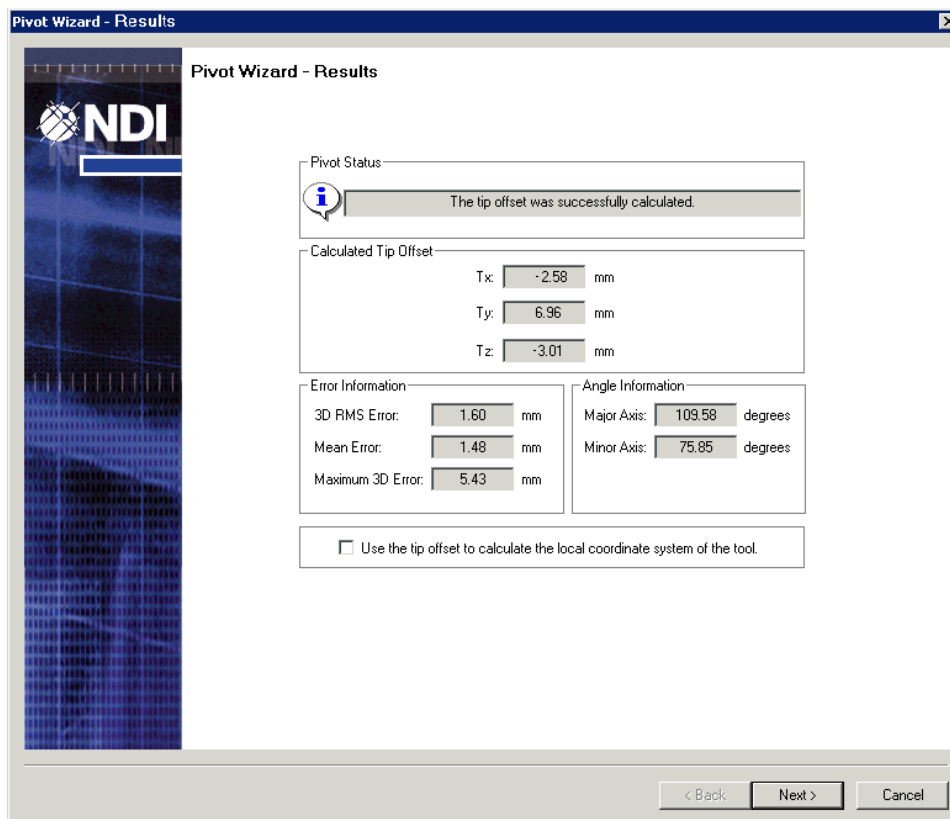 Pivot Wizard - Results
Pivot Wizard - Results
NDI
Pivot Status
i
The tip offset was successfully calculated.
Calculated Tip Offset
Tx: -2.58 mm
Ty: 6.96 mm
Tz: -3.01 mm
Error Information
3D RMS Error: 1.60 mm
Mean Error: 1.48 mm
Maximum 3D Error: 5.43 mm
Angle Information
Major Axis: 109.58 degrees
Minor Axis: 75.85 degrees
Use the tip offset to calculate the local coordinate system of the tool.
< Back Next > Cancel